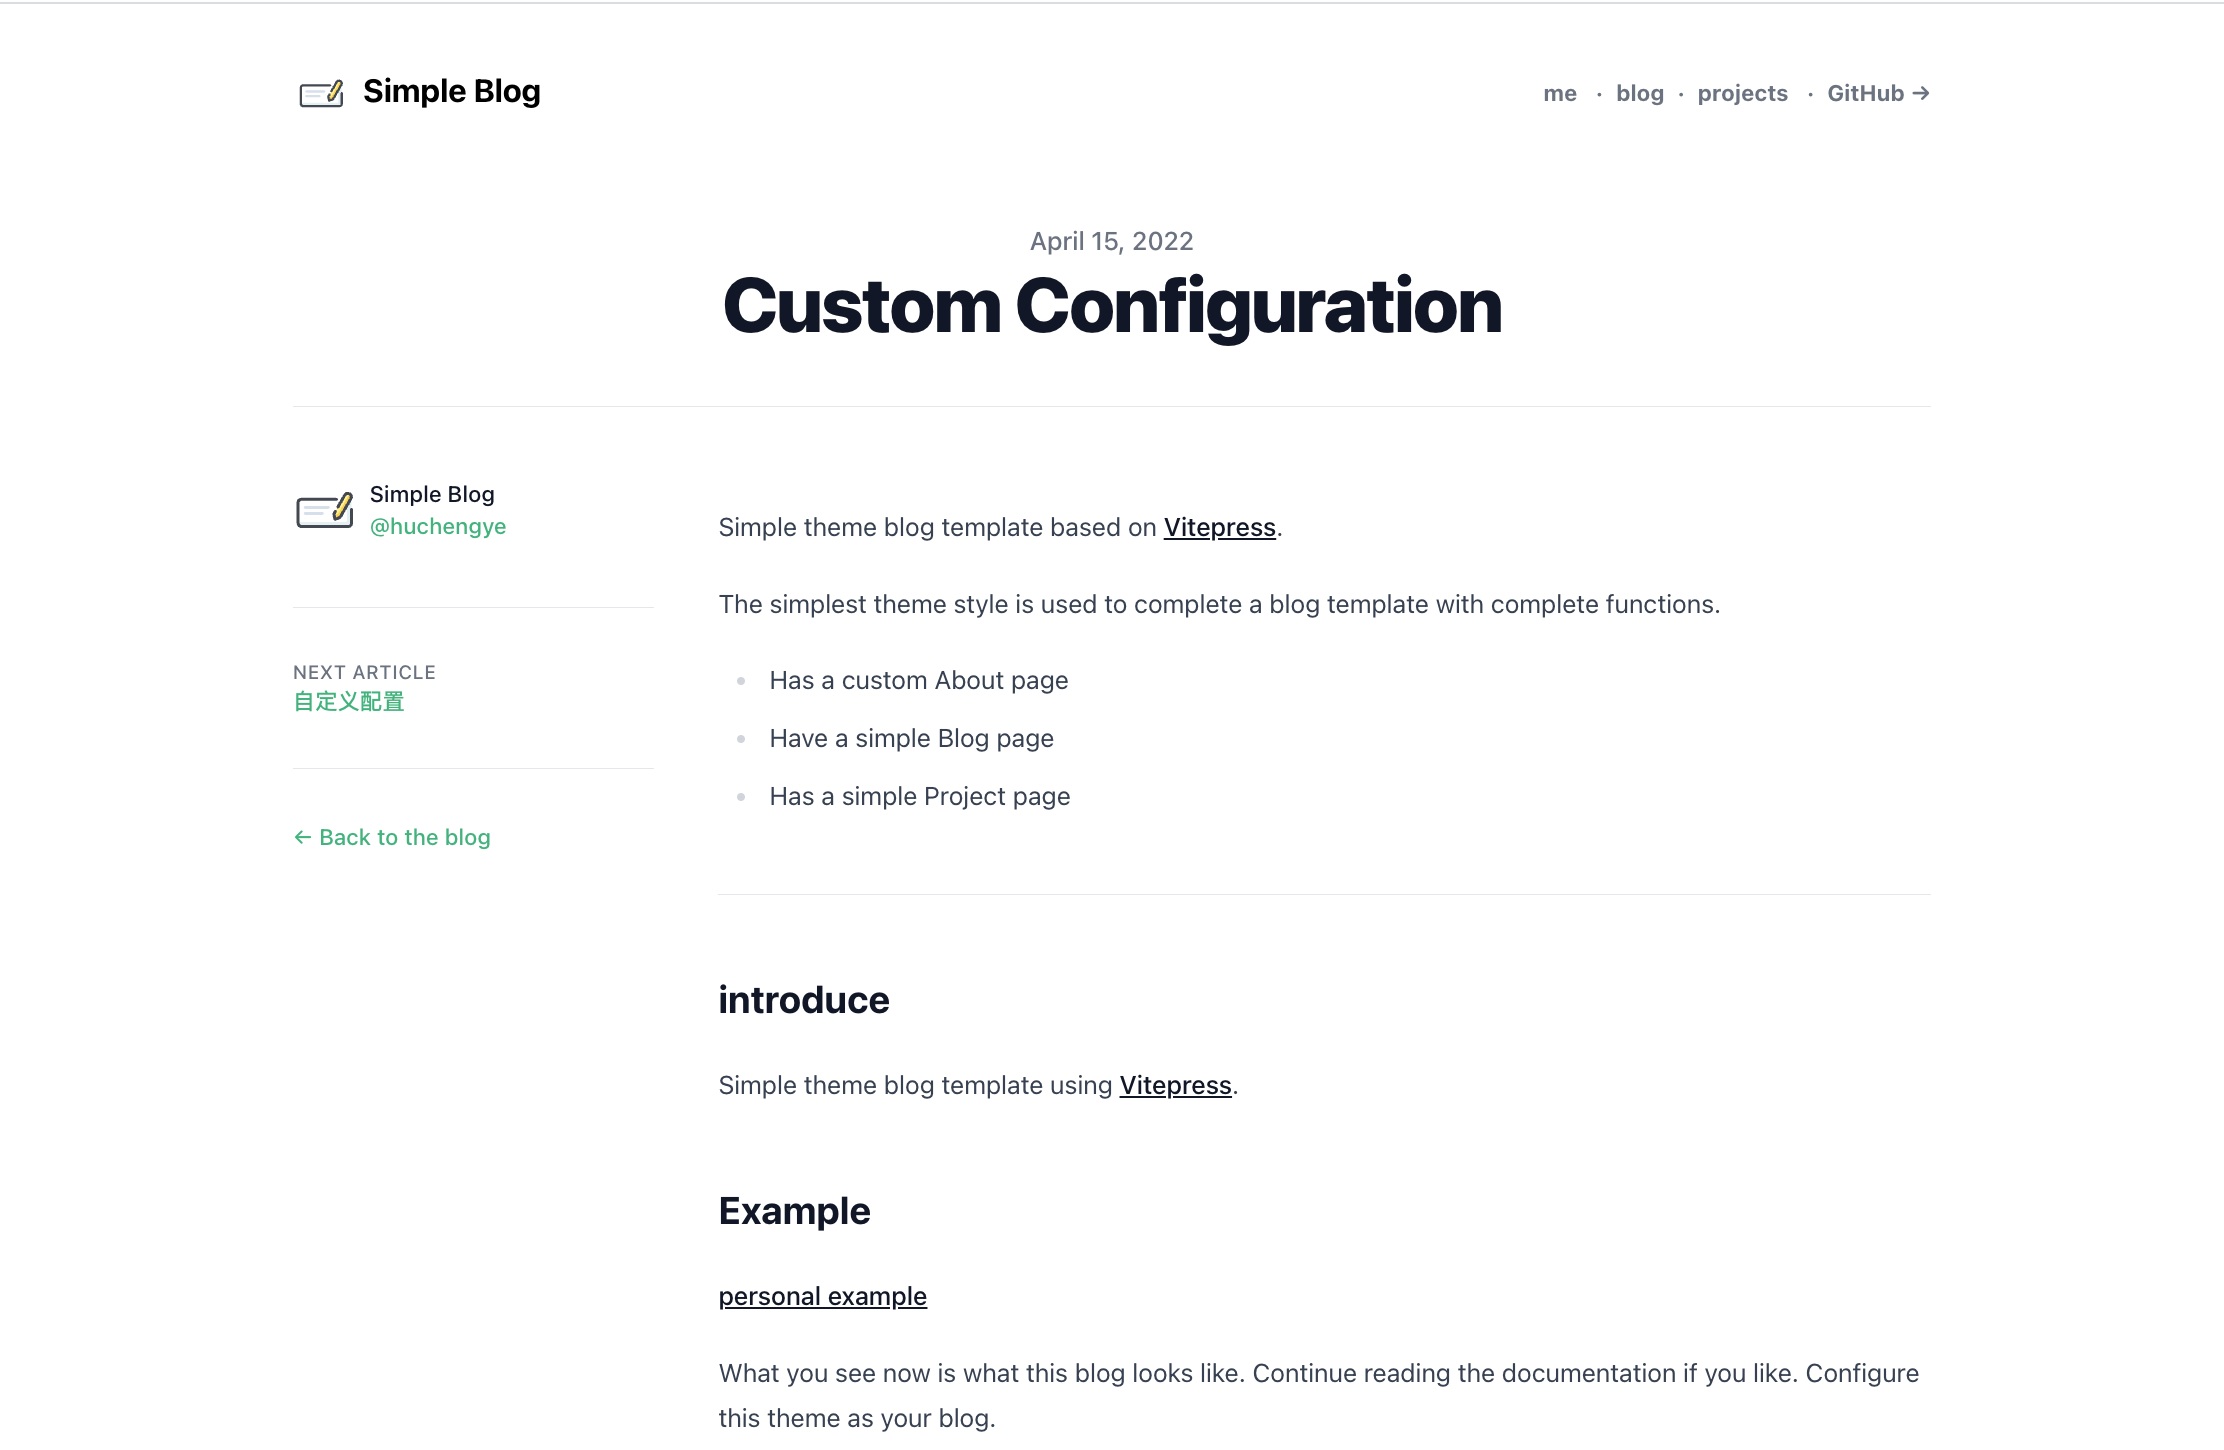 Simple Blog
me · blog · projects · GitHub →
April 15, 2022
Custom Configuration
Simple Blog
@huchengye
NEXT ARTICLE
自定义配置
← Back to the blog
Simple theme blog template based on Vitepress.
The simplest theme style is used to complete a blog template with complete functions.
• Has a custom About page
• Have a simple Blog page
• Has a simple Project page
introduce
Simple theme blog template using Vitepress.
Example
personal example
What you see now is what this blog looks like. Continue reading the documentation if you like. Configure
this theme as your blog.